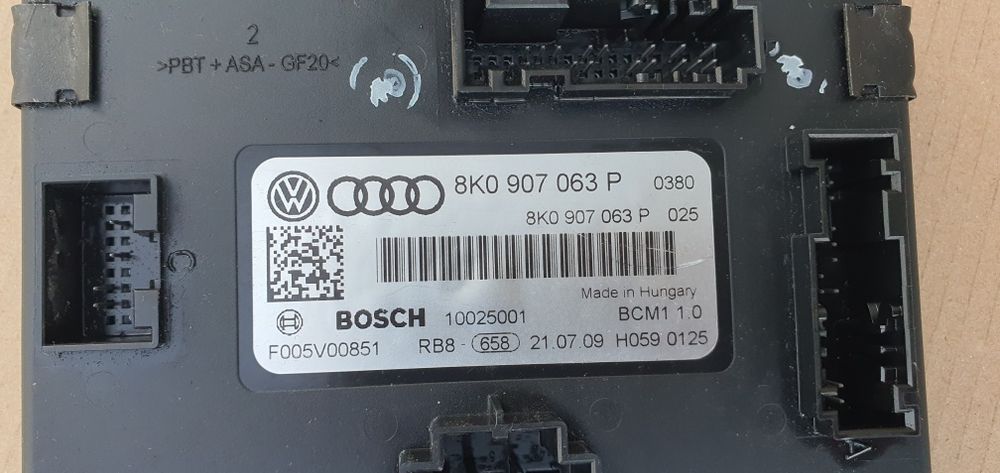 2
>PBT + ASA - GF20<
C
8K0 907 063 P 0380
8K0 907 063 P 025
Made in Hungary
BOSCH 10025001 BCM1 1.0
F005V00851 RB8 - 658 21.07.09 H059 0125
A